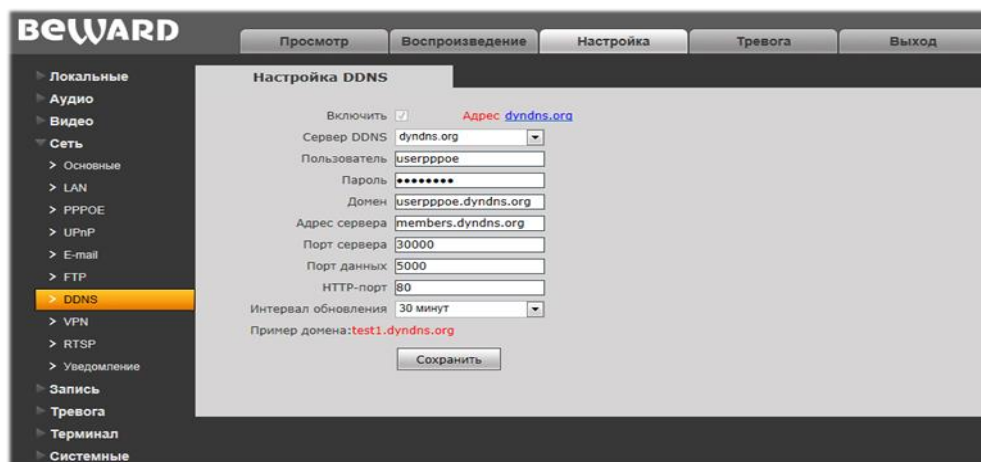 BEWARD
Просмотр Воспроизведение Настройка Тревога Выход
Локальные
Аудио
Видео
Сеть
> Основные
> LAN
> PPPOE
> UPnP
> E-mail
> FTP
> DDNS
> VPN
> RTSP
> Уведомление
Запись
Тревога
Терминал
Системные
Настройка DDNS
Включить Адрес dyndns.org
Сервер DDNS dyndns.org
Пользователь userpppoe
Пароль ••••••••
Домен userpppoe.dyndns.org
Адрес сервера members.dyndns.org
Порт сервера 30000
Порт данных 5000
HTTP-порт 80
Интервал обновления 30 минут
Пример домена:test1.dyndns.org
Сохранить